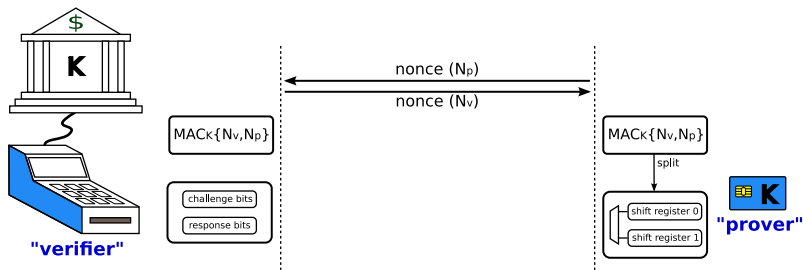 $
K
nonce (Np)
nonce (Nv)
MACK{Nv,Np}
MACK{Nv,Np}
split
challenge bits
response bits
shift register 0
shift register 1
K
"verifier"
"prover"